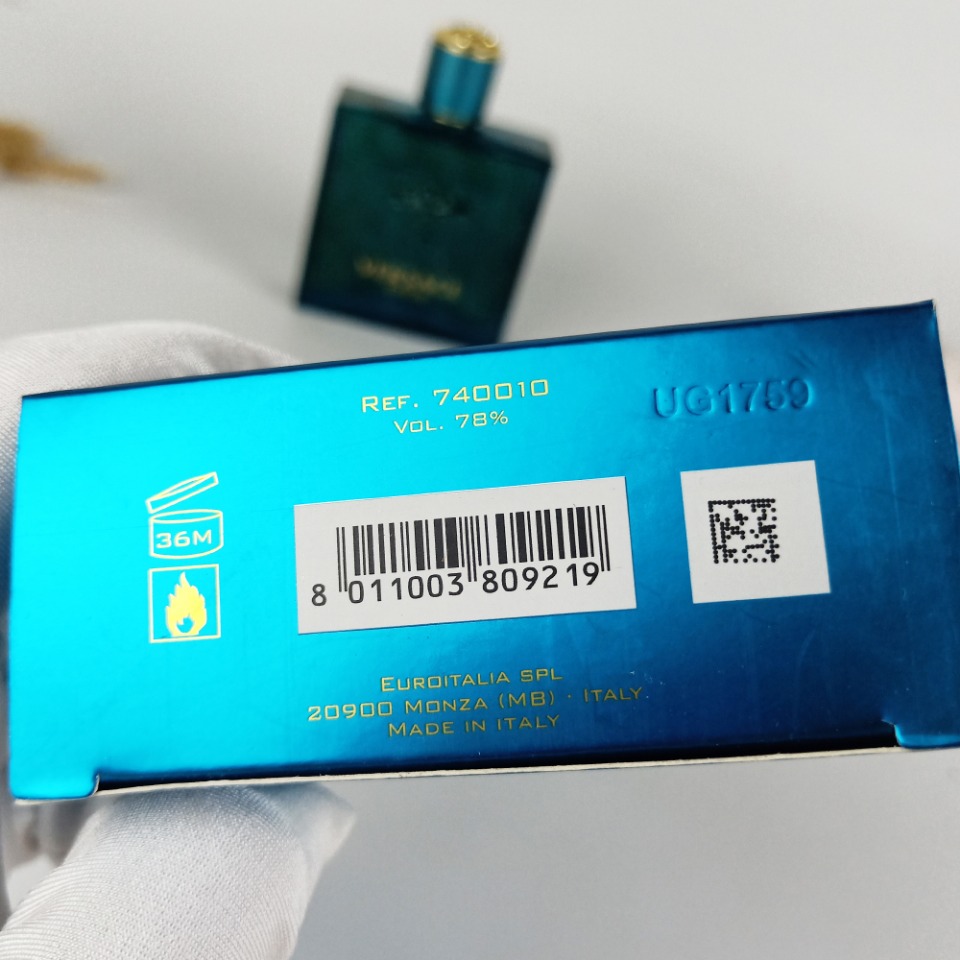 REF. 740010
VOL. 78%
UG1759
36M
8 011003 809219
EUROITALIA SPL
20900 MONZA (MB) · ITALY
MADE IN ITALY